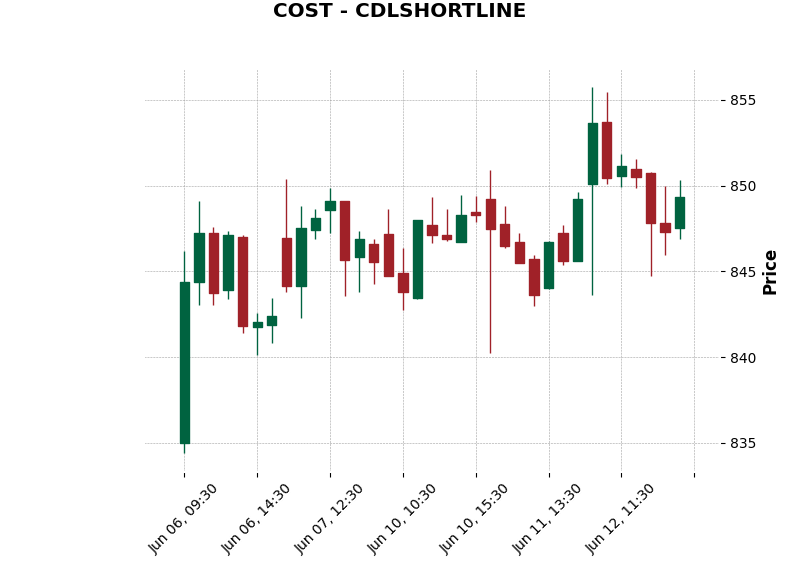 COST - CDLSHORTLINE
855
850
845
840
835
Price
Jun 06, 09:30
Jun 06, 14:30
Jun 07, 12:30
Jun 10, 10:30
Jun 10, 15:30
Jun 11, 13:30
Jun 12, 11:30